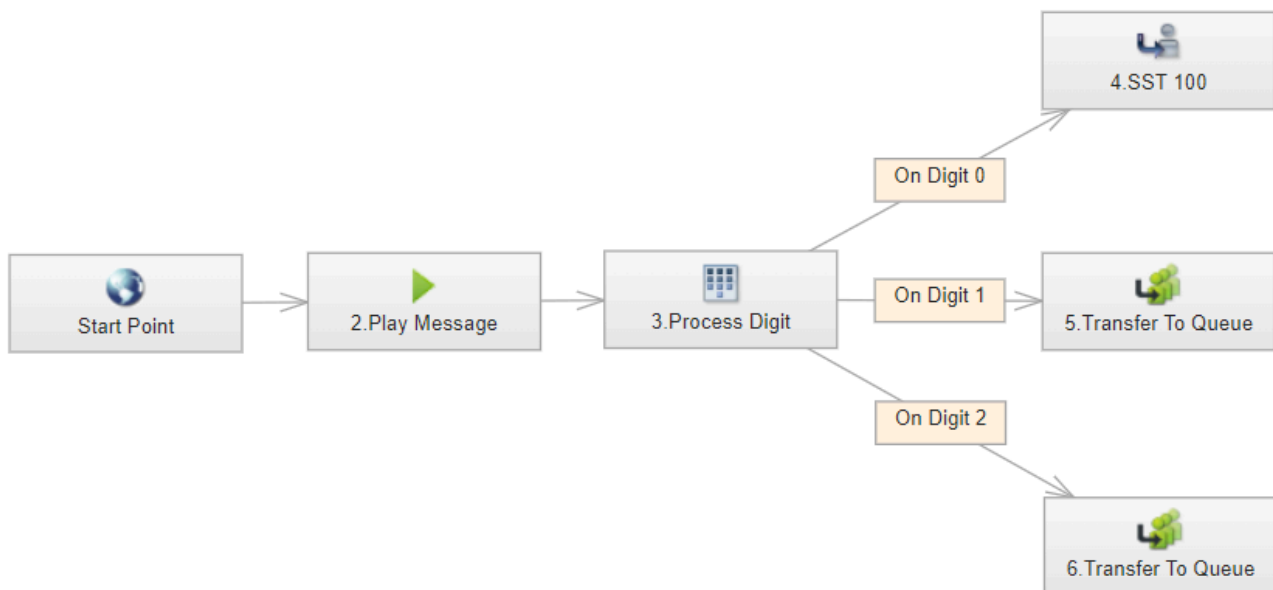 4.SST 100
On Digit 0
Start Point
2.Play Message
3.Process Digit
On Digit 1
5.Transfer To Queue
On Digit 2
6.Transfer To Queue